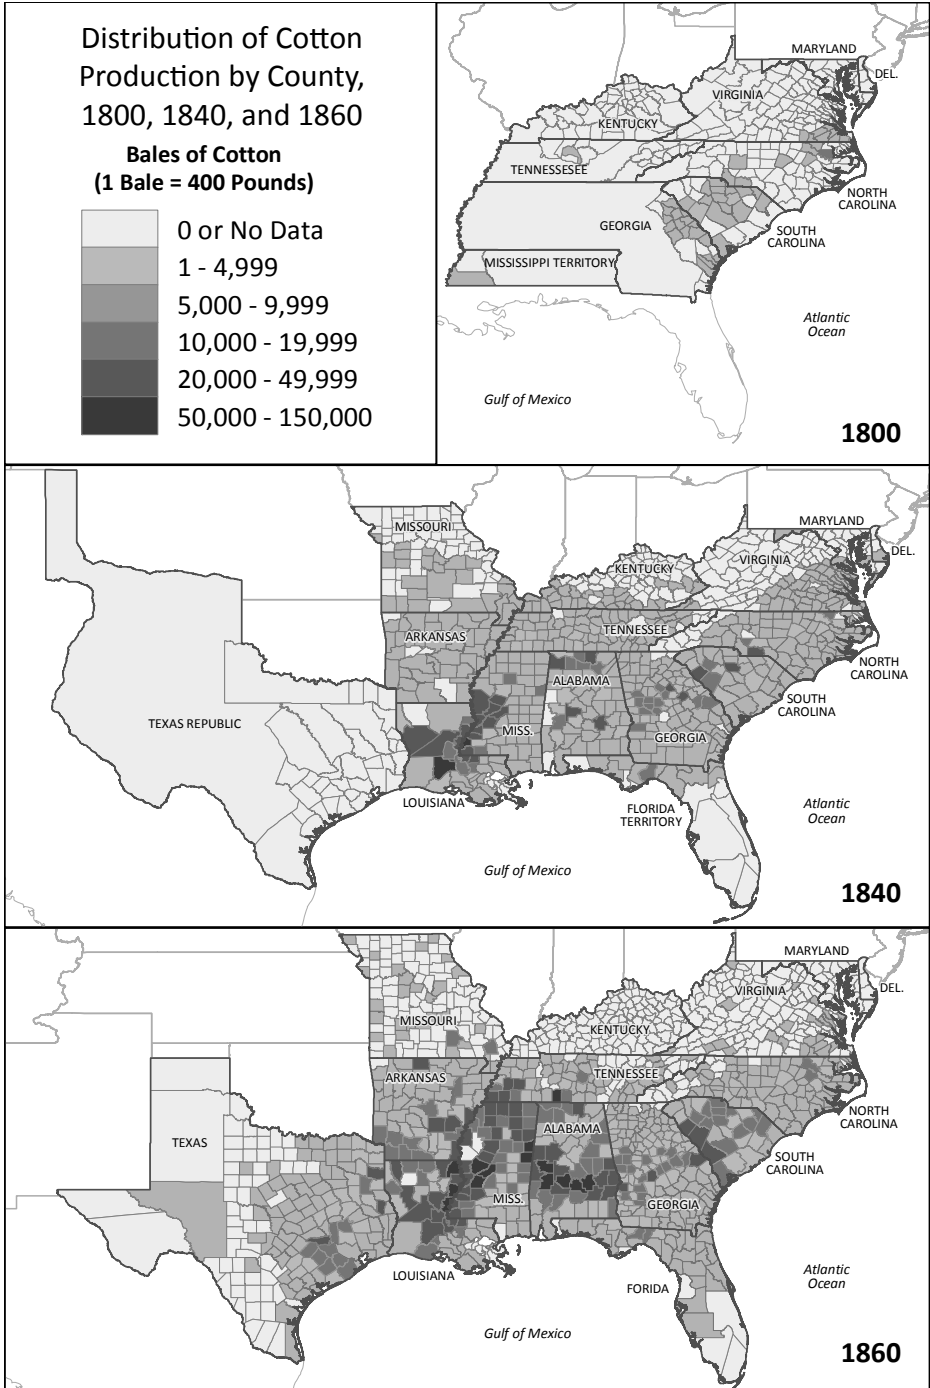 Distribution of Cotton
Production by County,
1800, 1840, and 1860
Bales of Cotton
(1 Bale = 400 Pounds)
0 or No Data
1 - 4,999
5,000 - 9,999
10,000 - 19,999
20,000 - 49,999
50,000 - 150,000
MARYLAND
DEL.
VIRGINIA
KENTUCKY
TENNESSESEE
NORTH
CAROLINA
GEORGIA
SOUTH
CAROLINA
MISSISSIPPI TERRITORY
Atlantic
Ocean
Gulf of Mexico
1800
MISSOURI
MARYLAND
DEL.
VIRGINIA
KENTUCKY
ARKANSAS
TENNESSEE
NORTH
CAROLINA
ALABAMA
SOUTH
CAROLINA
TEXAS REPUBLIC
MISS.
GEORGIA
LOUISIANA
FLORIDA
TERRITORY
Atlantic
Ocean
Gulf of Mexico
1840
MARYLAND
DEL.
VIRGINIA
MISSOURI
KENTUCKY
ARKANSAS
TENNESSEE
NORTH
CAROLINA
TEXAS
ALABAMA
SOUTH
CAROLINA
MISS.
GEORGIA
LOUISIANA
FORIDA
Atlantic
Ocean
Gulf of Mexico
1860